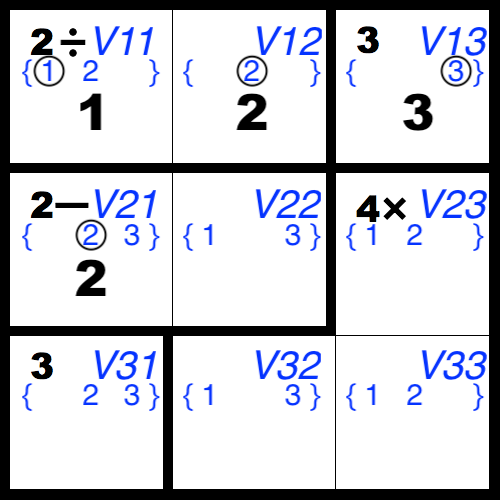 2÷ V11 V12 3 V13
{ 1 2 } { 2 } { 3 }
1 2 3
2— V21 V22 4× V23
{ 2 3 } { 1 3 } { 1 2 }
2
3 V31 V32 V33
{ 2 3 } { 1 3 } { 1 2 }